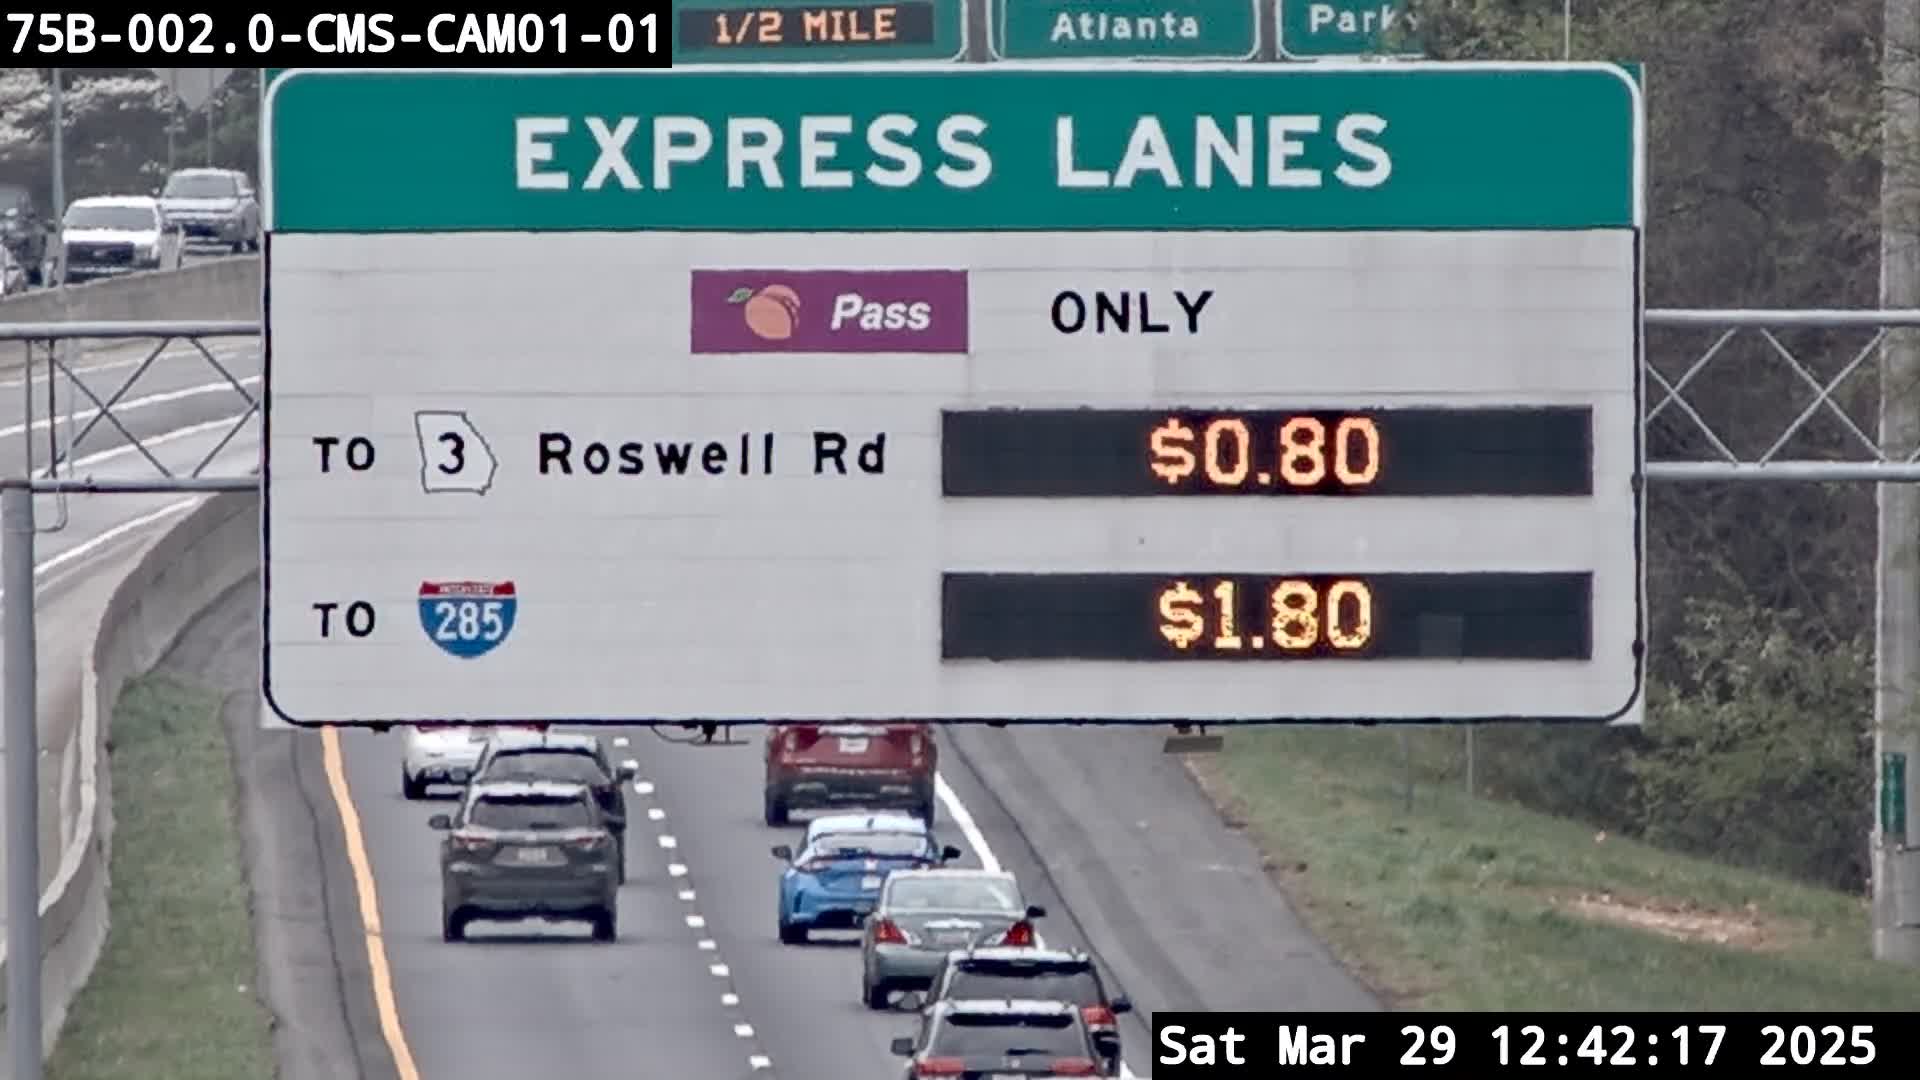 75B-002.0-CMS-CAM01-01
1/2 MILE
Atlanta
EXPRESS LANES
Pass ONLY
TO 3 Roswell Rd $0.80
TO INTERSTATE 285 $1.80
Sat Mar 29 12:42:17 2025